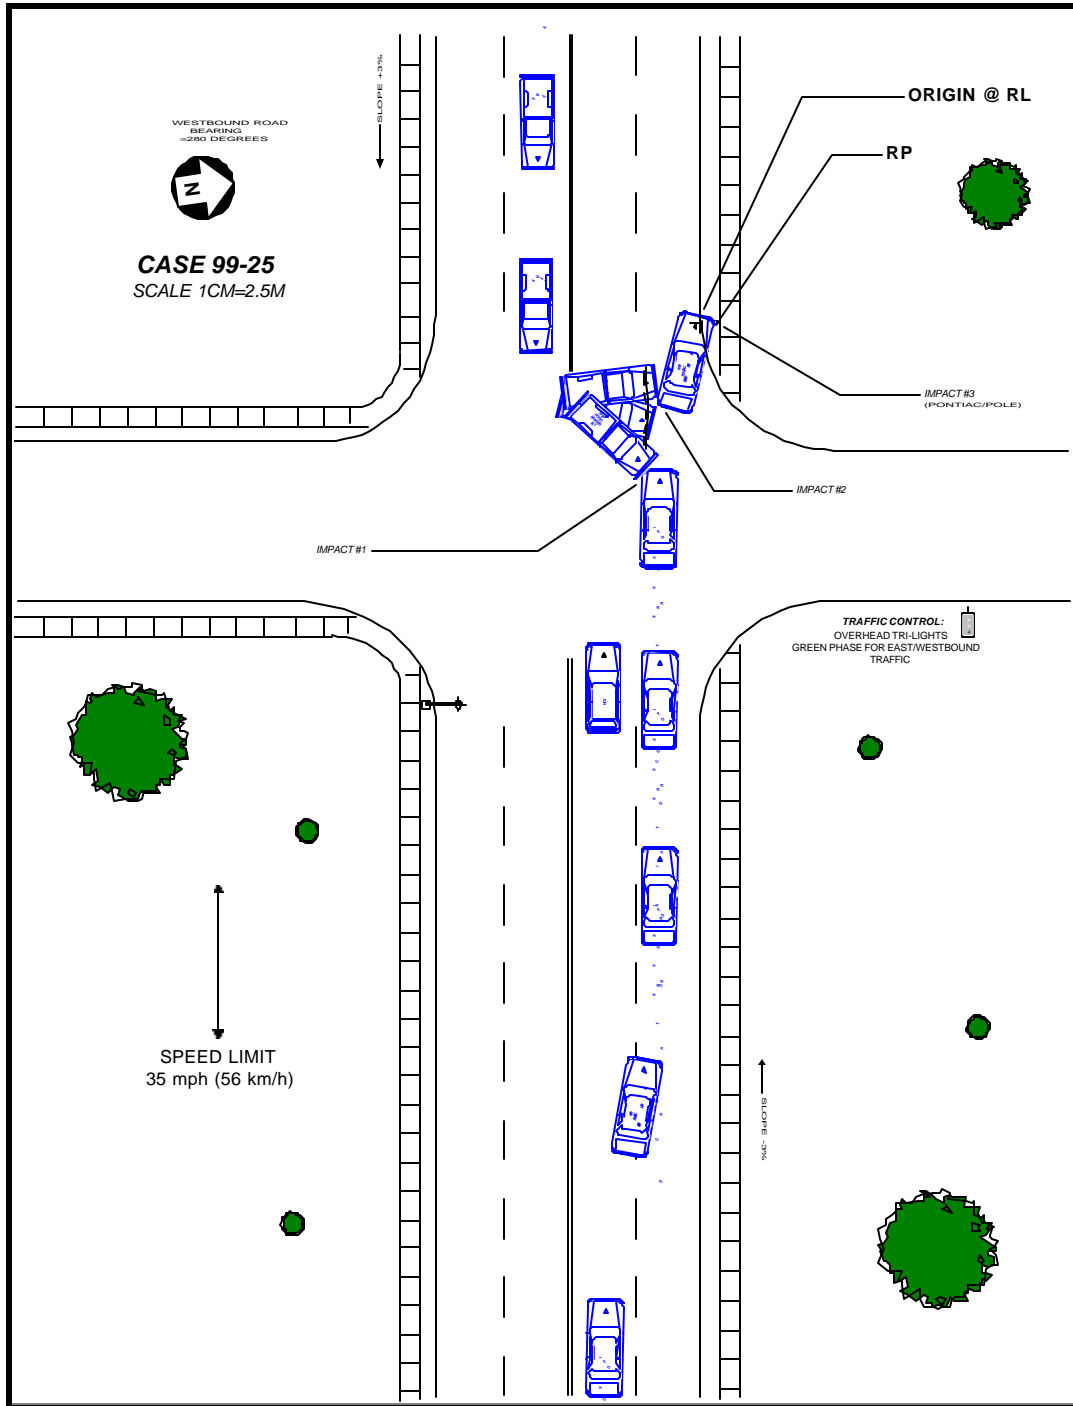 SLOPE +3%
ORIGIN @ RL
WESTBOUND ROAD
BEARING
=280 DEGREES
RP
N
CASE 99-25
SCALE 1CM=2.5M
IMPACT#3
(PONTIAC/POLE)
IMPACT#2
IMPACT#1
TRAFFIC CONTROL:
OVERHEAD TRI-LIGHTS
GREEN PHASE FOR EAST/WESTBOUND
TRAFFIC
SPEED LIMIT
35 mph (56 km/h)
SLOPE -3%